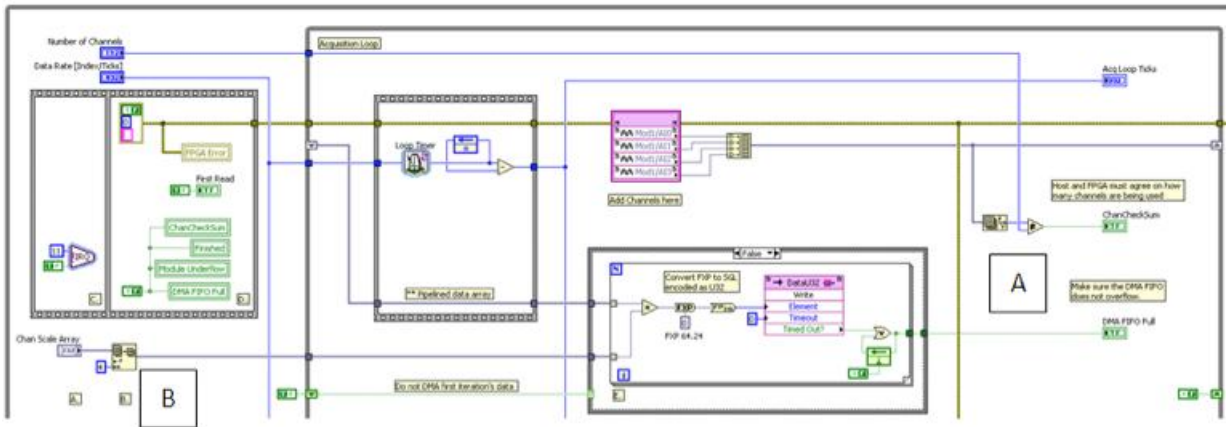 Number of Channels
Data Rate [Index/Ticks]
Acquisition Loop
Acq Loop Ticks
FPGA Error
First Read
Loop Timer
Mod1/AI0
Mod1/AI1
Mod1/AI2
Mod1/AI3
Add Channels here
Host and FPGA must agree on how
many channels are being used
ChanCheckSum
ChanCheckSum
Finished
Module Underflow
DMA FIFO Full
Pipelined data array
False
Convert FXP to SGL
encoded as U32
DataU32
Write
Element
Timeout
Timed Out?
FXP 64.24
A
Make sure the DMA FIFO
does not overflow.
DMA FIFO Full
Chan Scale Array
Do not DMA first iteration's data
A.
B.
B
C.
D.
E.